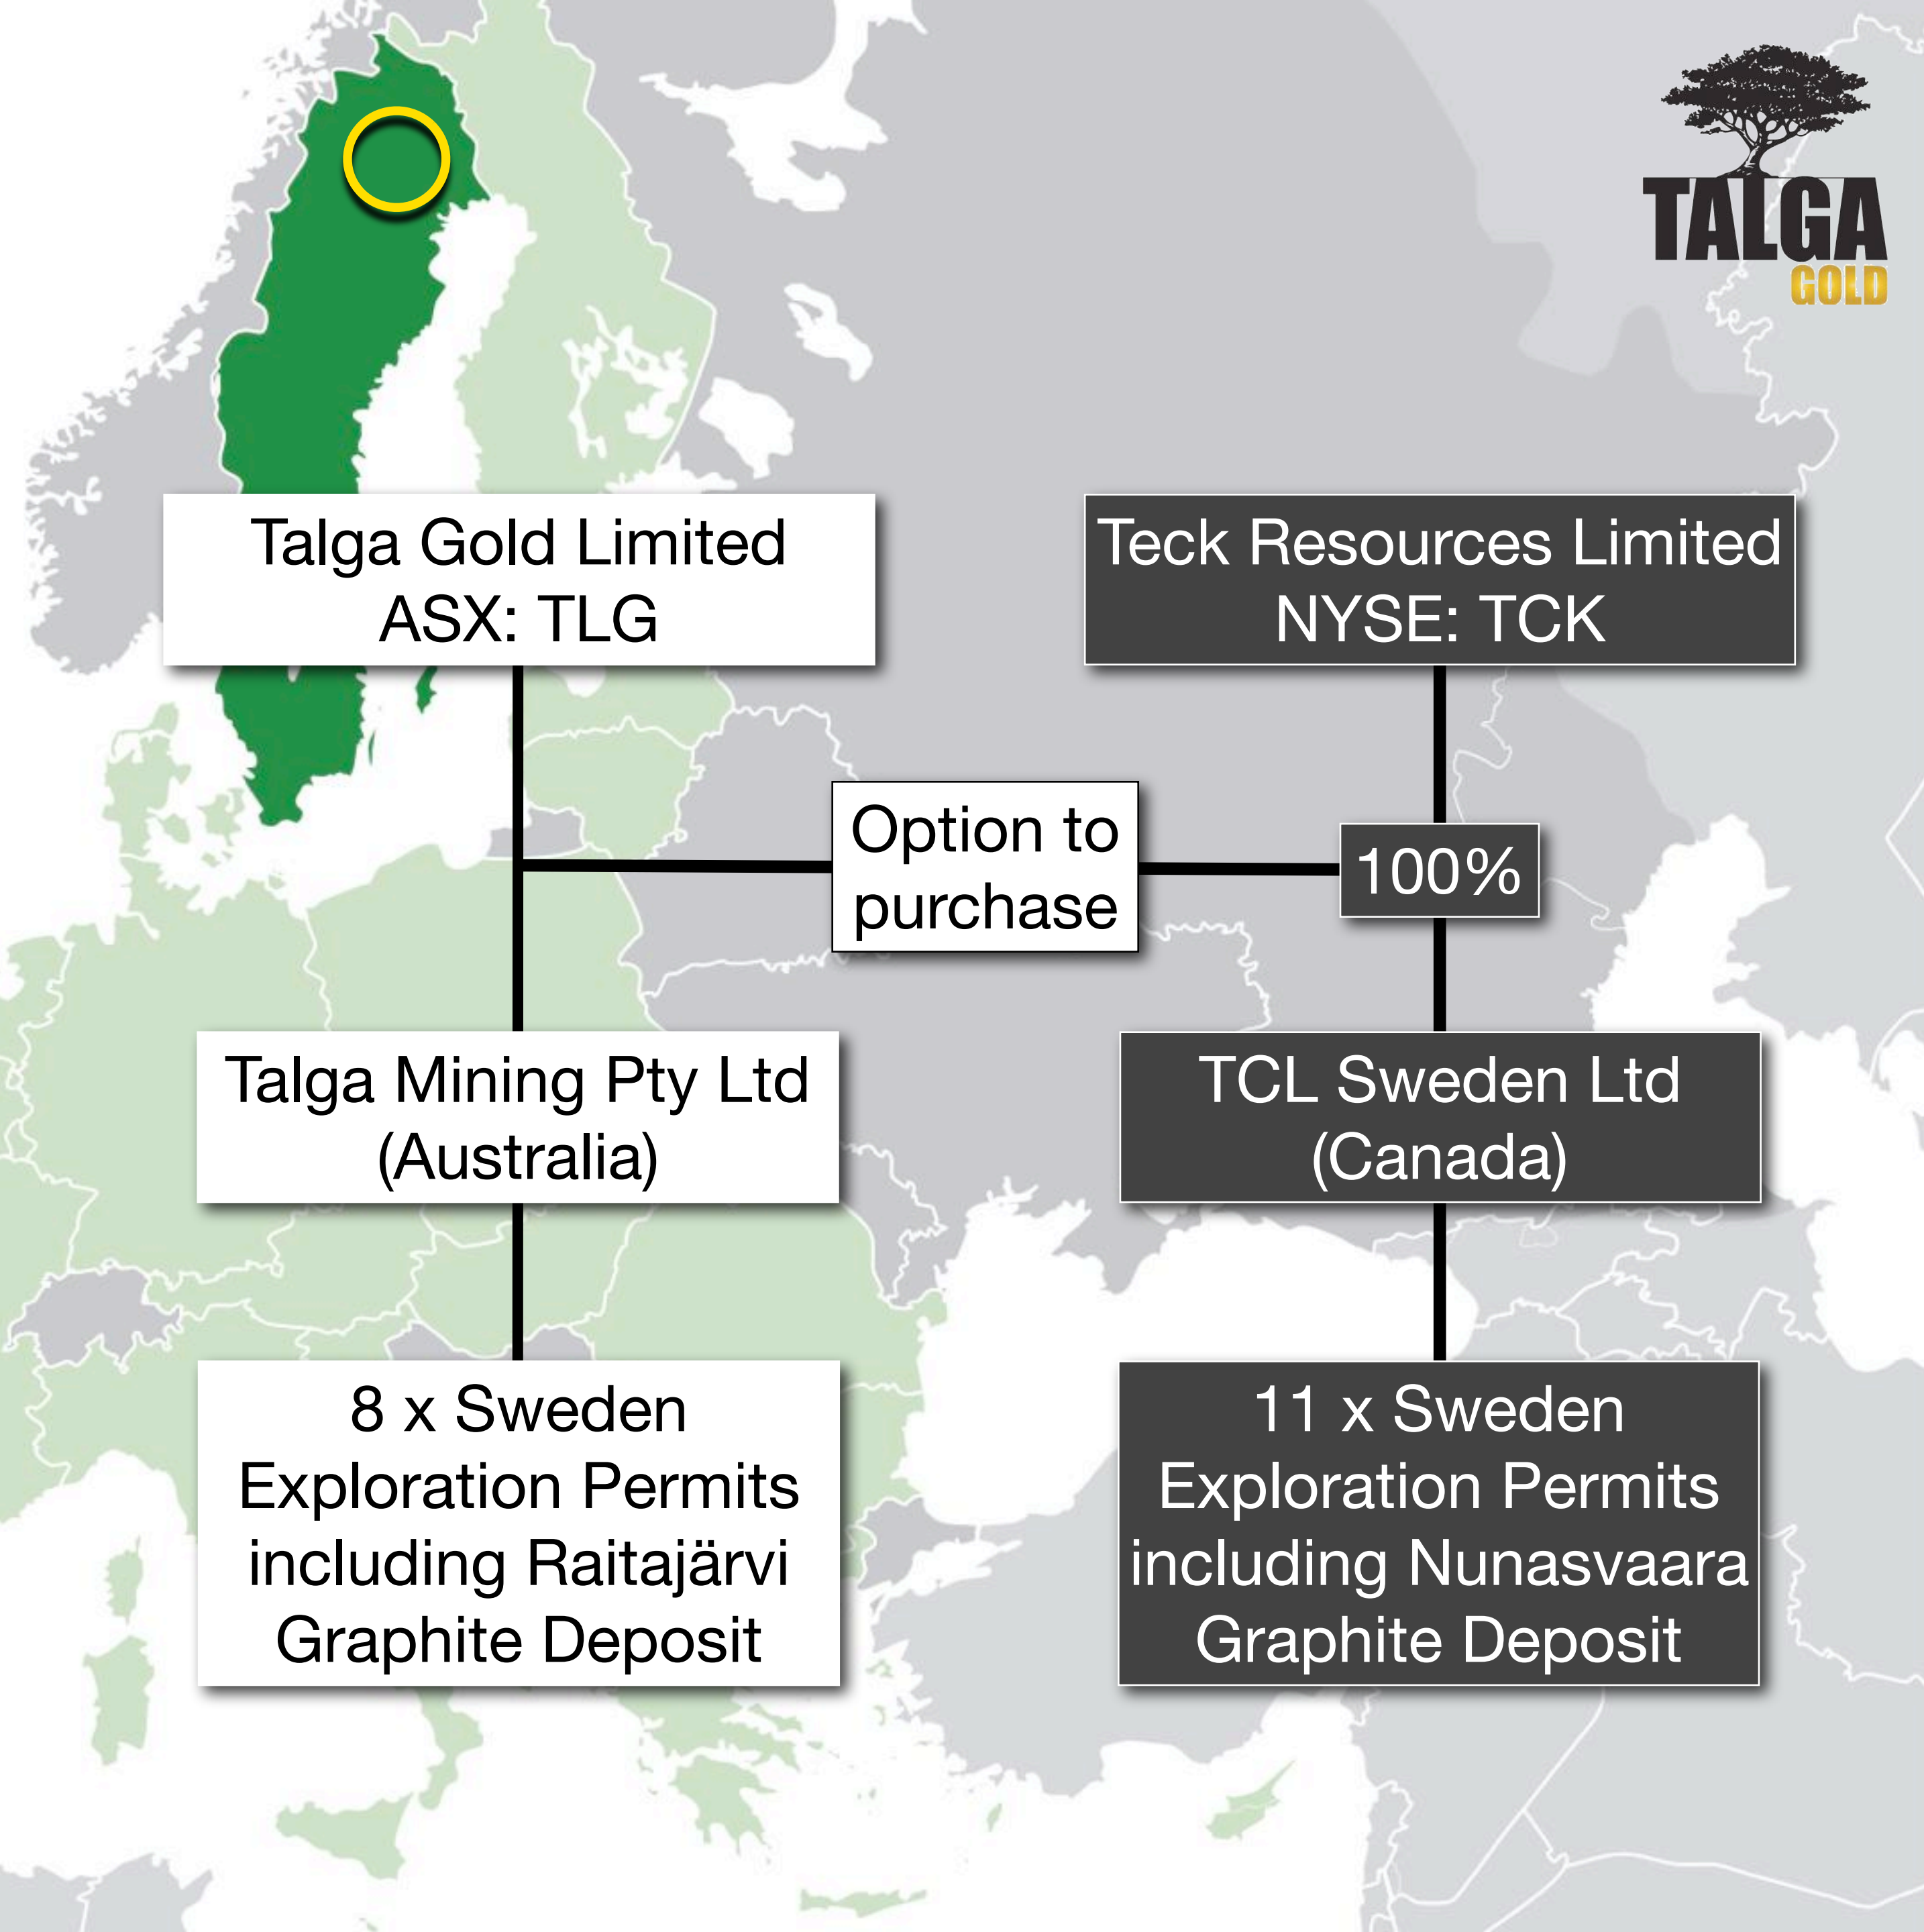 TALGA
GOLD
Talga Gold Limited
ASX: TLG
Teck Resources Limited
NYSE: TCK
Option to
purchase
100%
Talga Mining Pty Ltd
(Australia)
TCL Sweden Ltd
(Canada)
8 x Sweden
Exploration Permits
including Raitajärvi
Graphite Deposit
11 x Sweden
Exploration Permits
including Nunasvaara
Graphite Deposit